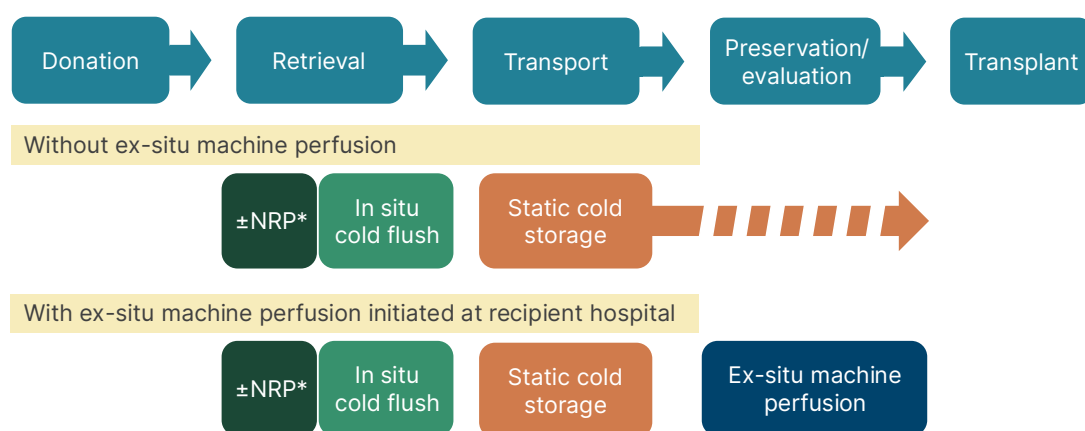 Donation
Retrieval
Transport
Preservation/
evaluation
Transplant
Without ex-situ machine perfusion
±NRP*
In situ
cold flush
Static cold
storage
With ex-situ machine perfusion initiated at recipient hospital
±NRP*
In situ
cold flush
Static cold
storage
Ex-situ machine
perfusion